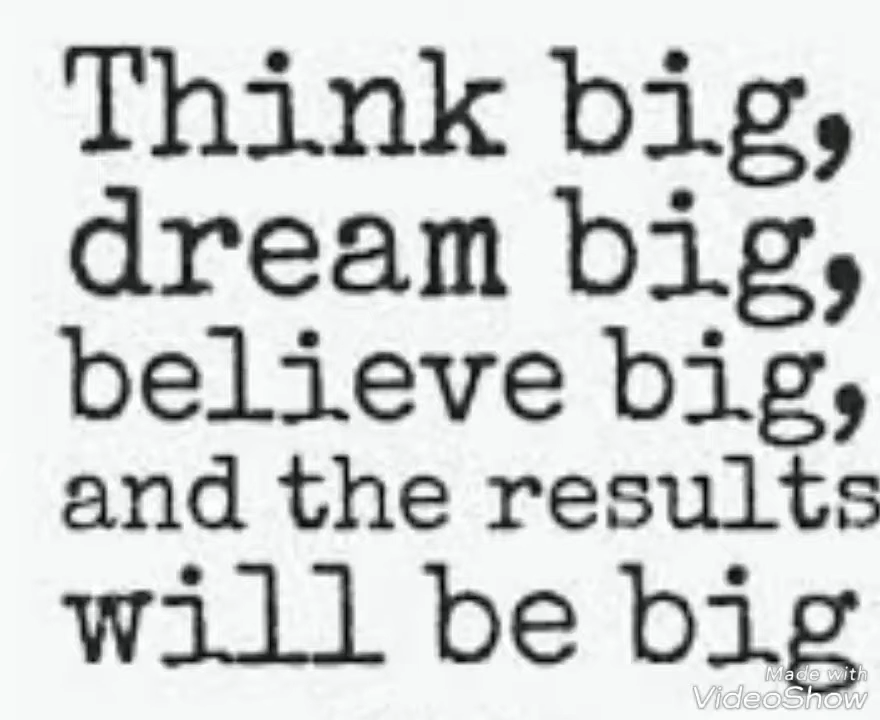 Think big,
dream big,
believe big,
and the results
will be big
Made with
VideoShow